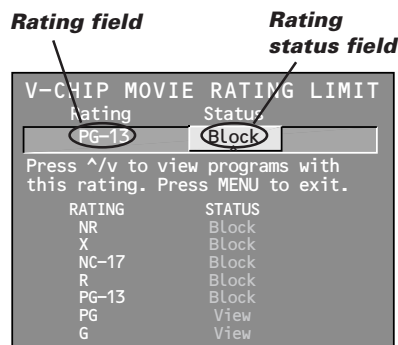 Rating field
Rating
status field
V-CHIP MOVIE RATING LIMIT
Rating Status
PG-13 Block
Press ^/v to view programs with
this rating. Press MENU to exit.
RATING STATUS
NR Block
X Block
NC-17 Block
R Block
PG-13 Block
PG View
G View